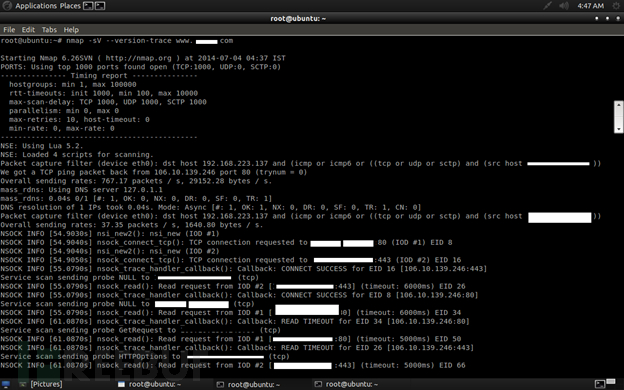 Applications Places
4:47 AM
root@ubuntu: ~
File Edit Tabs Help
root@ubuntu:~# nmap -sV --version-trace www. com
Starting Nmap 6.26SVN ( http://nmap.org ) at 2014-07-04 04:37 IST
PORTS: Using top 1000 ports found open (TCP:1000, UDP:0, SCTP:0)
--------------- Timing report ---------------
hostgroups: min 1, max 100000
rtt-timeouts: init 1000, min 100, max 10000
max-scan-delay: TCP 1000, UDP 1000, SCTP 1000
parallelism: min 0, max 0
max-retries: 10, host-timeout: 0
min-rate: 0, max-rate: 0
---------------------------------------------
NSE: Using Lua 5.2.
NSE: Loaded 4 scripts for scanning.
Packet capture filter (device eth0): dst host 192.168.223.137 and (icmp or icmp6 or ((tcp or udp or sctp) and (src host ))
We got a TCP ping packet back from 106.10.139.246 port 80 (trynum = 0)
Overall sending rates: 767.17 packets / s, 29152.28 bytes / s.
mass_rdns: Using DNS server 127.0.1.1
mass_rdns: 0.04s 0/1 [#: 1, OK: 0, NX: 0, DR: 0, SF: 0, TR: 1]
DNS resolution of 1 IPs took 0.04s. Mode: Async [#: 1, OK: 1, NX: 0, DR: 0, SF: 0, TR: 1, CN: 0]
Packet capture filter (device eth0): dst host 192.168.223.137 and (icmp or icmp6 or ((tcp or udp or sctp) and (src host ))
Overall sending rates: 37.35 packets / s, 1640.80 bytes / s.
NSOCK INFO [54.9030s] nsi_new2(): nsi_new (IOD #1)
NSOCK INFO [54.9040s] nsock_connect_tcp(): TCP connection requested to 80 (IOD #1) EID 8
NSOCK INFO [54.9040s] nsi_new2(): nsi_new (IOD #2)
NSOCK INFO [54.9050s] nsock_connect_tcp(): TCP connection requested to :443 (IOD #2) EID 16
NSOCK INFO [55.0790s] nsock_trace_handler_callback(): Callback: CONNECT SUCCESS for EID 16 [106.10.139.246:443]
Service scan sending probe NULL to (tcp)
NSOCK INFO [55.0790s] nsock_read(): Read request from IOD #2 [ :443] (timeout: 6000ms) EID 26
NSOCK INFO [55.0790s] nsock_trace_handler_callback(): Callback: CONNECT SUCCESS for EID 8 [106.10.139.246:80]
Service scan sending probe NULL to (tcp)
NSOCK INFO [55.0790s] nsock_read(): Read request from IOD #1 [ 80] (timeout: 6000ms) EID 34
NSOCK INFO [61.0870s] nsock_trace_handler_callback(): Callback: READ TIMEOUT for EID 34 [106.10.139.246:80]
Service scan sending probe GetRequest to (tcp)
NSOCK INFO [61.0870s] nsock_read(): Read request from IOD #1 [ :80] (timeout: 5000ms) EID 50
NSOCK INFO [61.0870s] nsock_trace_handler_callback(): Callback: READ TIMEOUT for EID 26 [106.10.139.246:443]
Service scan sending probe HTTPOptions to (tcp)
NSOCK INFO [61.0870s] nsock_read(): Read request from IOD #2 [ :443] (timeout: 5000ms) EID 66
[Pictures]
root@ubuntu: ~
root@ubuntu: ~
root@ubuntu: ~